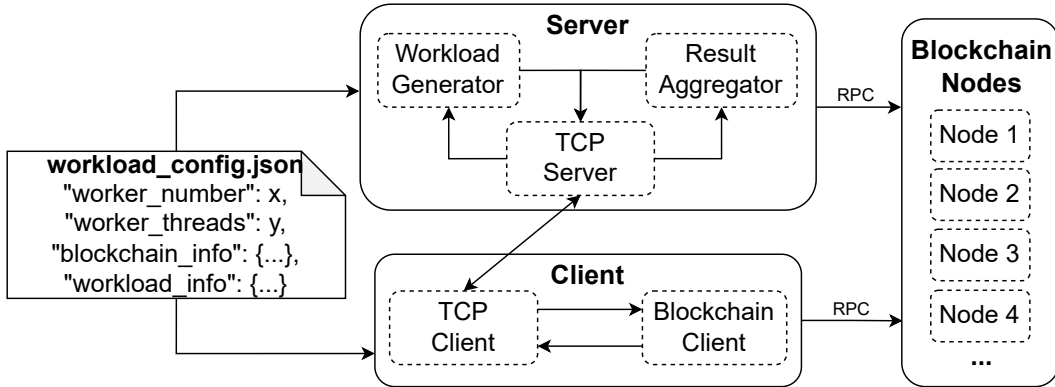 workload_config.json
"worker_number": x,
"worker_threads": y,
"blockchain_info": {...},
"workload_info": {...}
Server
Workload
Generator
Result
Aggregator
TCP
Server
Client
TCP
Client
Blockchain
Client
RPC
RPC
Blockchain
Nodes
Node 1
Node 2
Node 3
Node 4
...